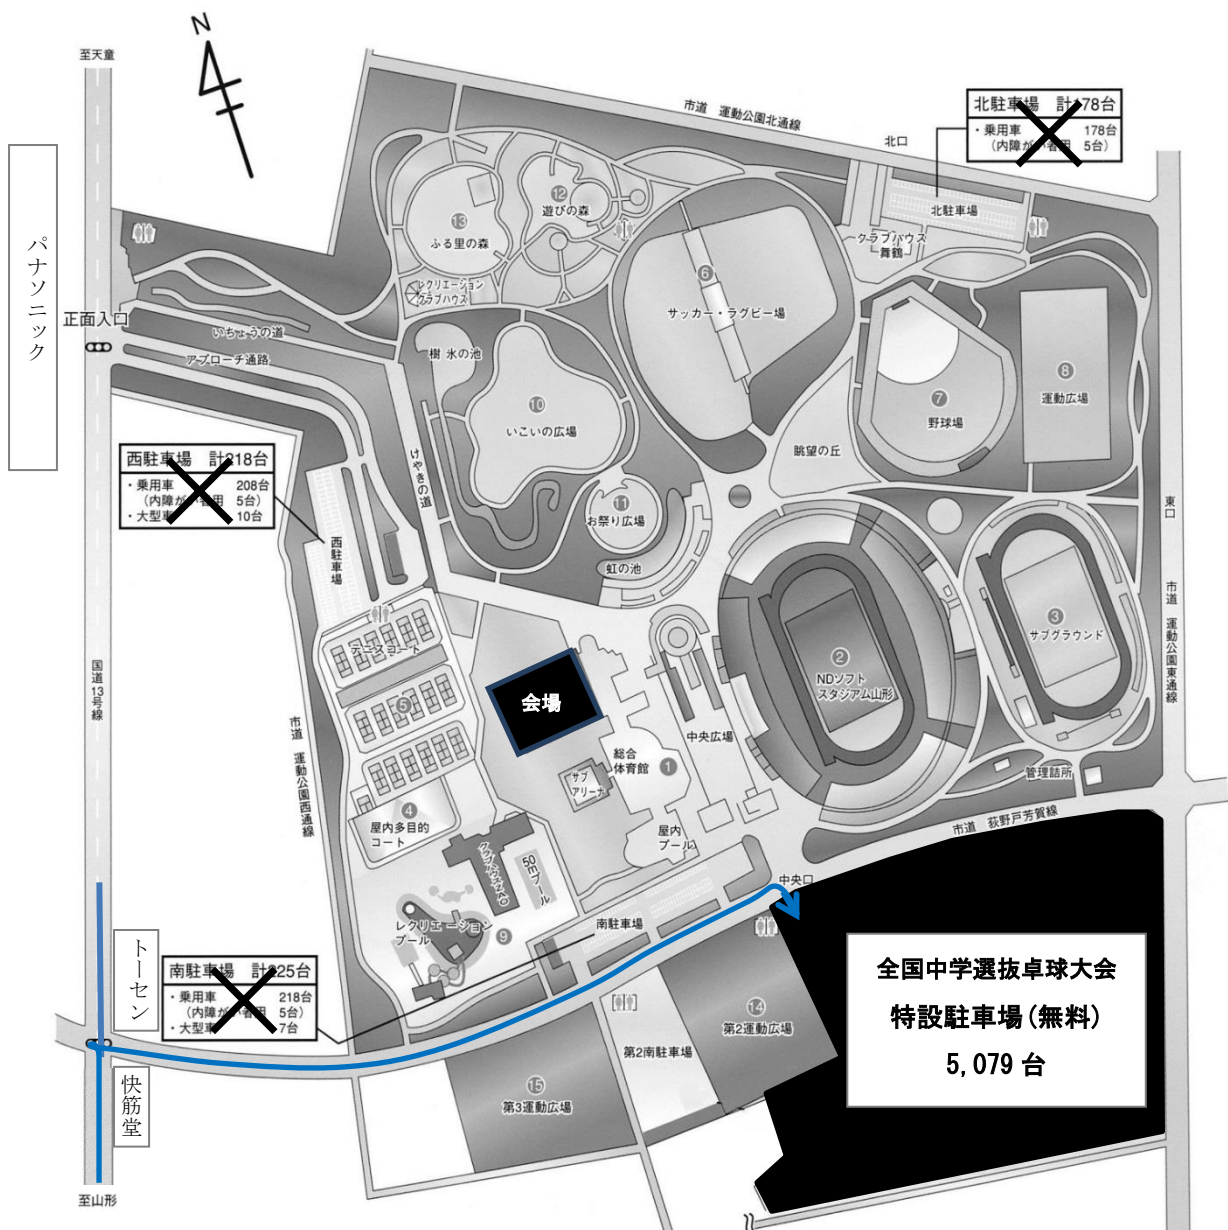 N
至天童
市道　運動公園北通線
北口
北駐車場　計178台
・乗用車　178台
（内障がい者用　5台）
北駐車場
クラブハウス
舞鶴
パナソニック
正面入口
いちょうの道
アプローチ通路
13
ふる里の森
12
遊びの森
レクリエーション
クラブハウス
6
サッカー・ラグビー場
樹氷の池
10
いこいの広場
7
野球場
8
運動広場
眺望の丘
けやきの道
11
お祭り広場
虹の池
東口
西駐車場　計218台
・乗用車　208台
（内障がい者用　5台）
・大型車　10台
西駐車場
テニスコート
5
国道13号線
市道　運動公園西通線
会場
2
NDソフト
スタジアム山形
3
サブグラウンド
市道　運動公園東通線
中央広場
総合
体育館
1
サブ
アリーナ
管理詰所
4
屋内多目的
コート
屋内
プール
市道　荻野戸芳賀線
50mプール
中央口
レクリエーション
プール
9
南駐車場
トーセン
南駐車場　計225台
・乗用車　218台
（内障がい者用　5台）
・大型車　7台
14
第2運動広場
第2南駐車場
15
第3運動広場
全国中学選抜卓球大会
特設駐車場（無料）
5,079 台
快筋堂
至山形